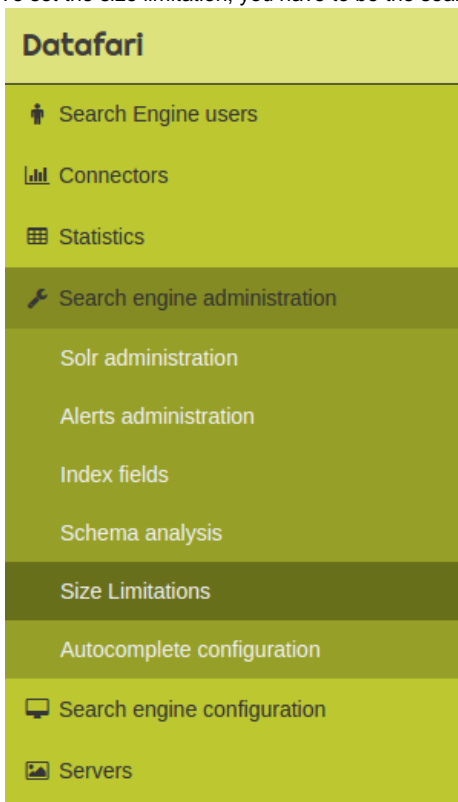 Datafari
Search Engine users
Connectors
Statistics
Search engine administration
Solr administration
Alerts administration
Index fields
Schema analysis
Size Limitations
Autocomplete configuration
Search engine configuration
Servers